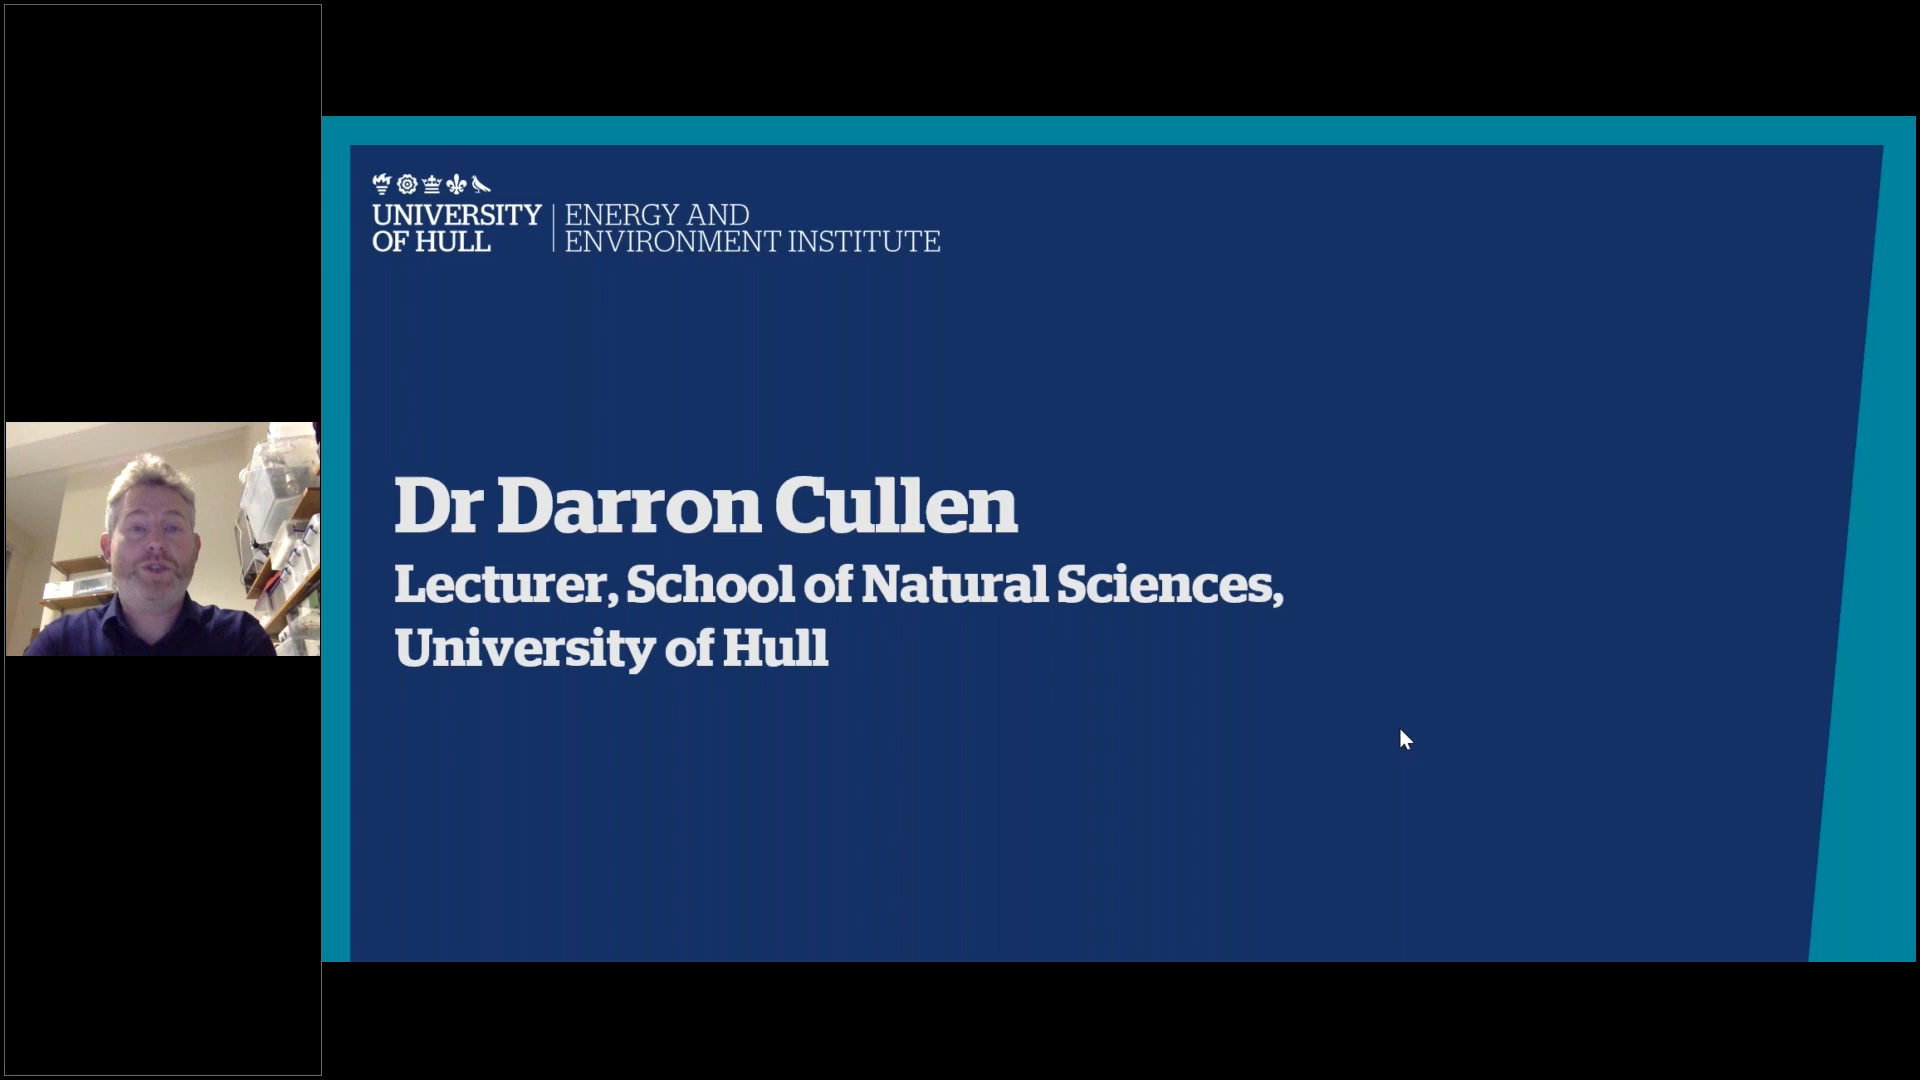 UNIVERSITY
OF HULL
ENERGY AND
ENVIRONMENT INSTITUTE
Dr Darron Cullen
Lecturer, School of Natural Sciences,
University of Hull